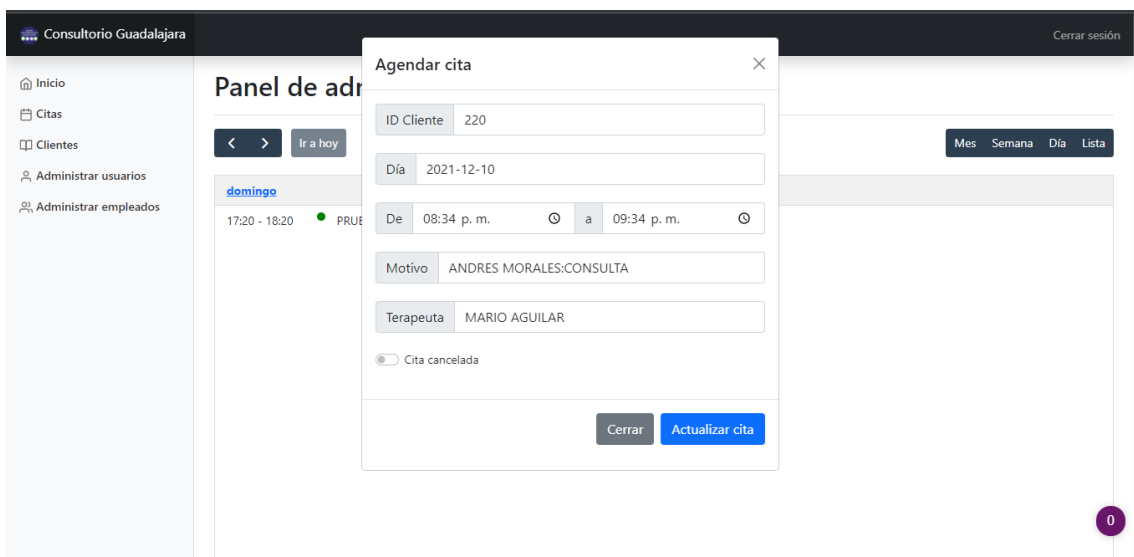 Consultorio Guadalajara
Cerrar sesión
Inicio
Citas
Clientes
Administrar usuarios
Administrar empleados
Panel de adr
Ir a hoy
Mes Semana Día Lista
domingo
17:20 - 18:20 PRUE
Agendar cita
ID Cliente 220
Día 2021-12-10
De 08:34 p. m. a 09:34 p. m.
Motivo ANDRES MORALES:CONSULTA
Terapeuta MARIO AGUILAR
Cita cancelada
Cerrar Actualizar cita
0